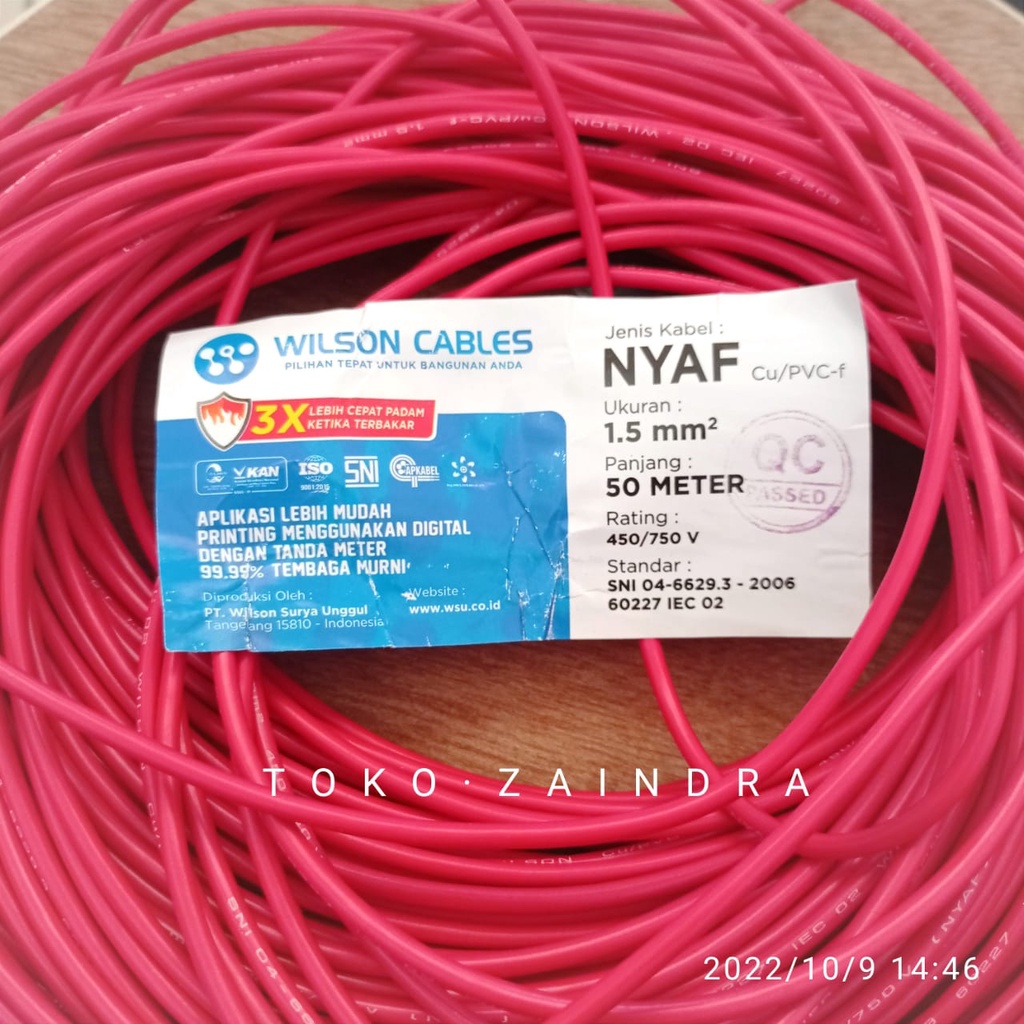 WILSON CABLES
PILIHAN TEPAT UNTUK BANGUNAN ANDA
3X LEBIH CEPAT PADAM
KETIKA TERBAKAR
KAN
ISO
9001:2015
SNI
APKABEL
APLIKASI LEBIH MUDAH
PRINTING MENGGUNAKAN DIGITAL
DENGAN TANDA METER
99.99% TEMBAGA MURNI
Diproduksi Oleh :
PT. Wilson Surya Unggul
Tangerang 15810 - Indonesia
Website :
www.wsu.co.id
Jenis Kabel :
NYAF Cu/PVC-f
Ukuran :
1.5 mm²
Panjang :
50 METER
Rating :
450/750 V
Standar :
SNI 04-6629.3 - 2006
60227 IEC 02
QC
PASSED
TOKO·ZAINDRA
2022/10/9 14:46